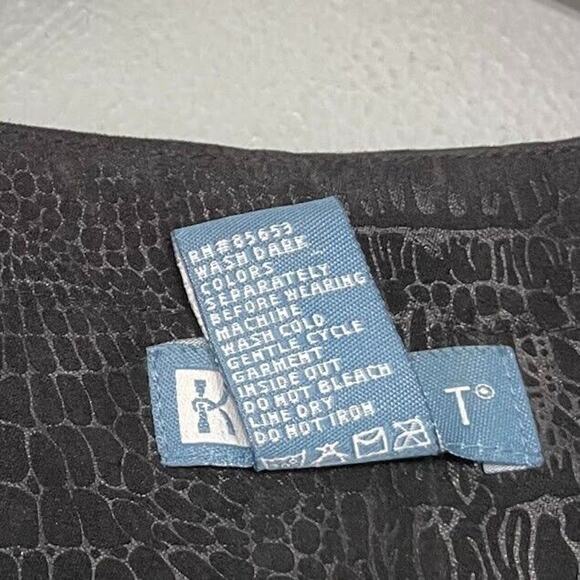 RN#85653
WASH DARK
COLORS
SEPARATELY
BEFORE WEARING
MACHINE
WASH COLD
GENTLE CYCLE
GARMENT
INSIDE OUT
DO NOT BLEACH
LINE DRY
DO NOT IRON
T°